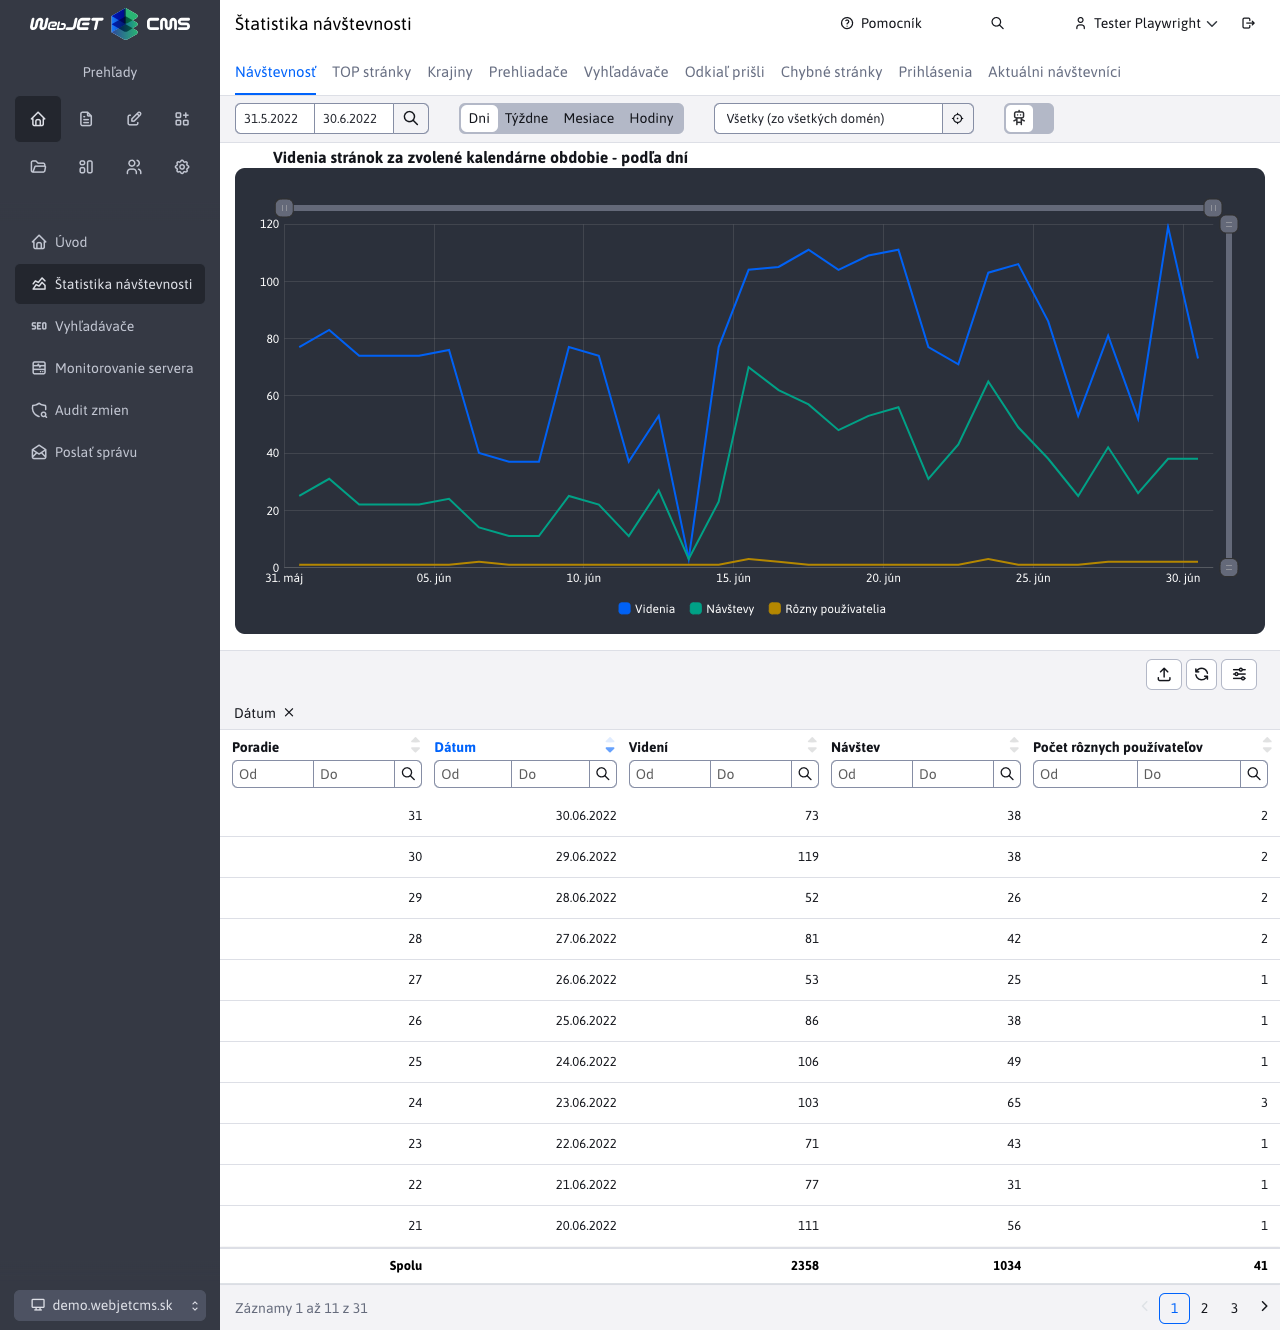 WebJET CMS
Prehľady
Úvod
Štatistika návštevnosti
SEO Vyhľadávače
Monitorovanie servera
Audit zmien
Poslať správu
demo.webjetcms.sk
Štatistika návštevnosti
Pomocník
Tester Playwright
Návštevnosť TOP stránky Krajiny Prehliadače Vyhľadávače Odkiaľ prišli Chybné stránky Prihlásenia Aktuálni návštevníci
31.5.2022 30.6.2022 Dni Týždne Mesiace Hodiny Všetky (zo všetkých domén)
Videnia stránok za zvolené kalendárne obdobie - podľa dní
120
100
80
60
40
20
0
31. máj 05. jún 10. jún 15. jún 20. jún 25. jún 30. jún
Videnia Návštevy Rôzny používatelia
Dátum
Poradie Dátum Videní Návštev Počet rôznych používateľov
Od Do Od Do Od Do Od Do Od Do
31 30.06.2022 73 38 2
30 29.06.2022 119 38 2
29 28.06.2022 52 26 2
28 27.06.2022 81 42 2
27 26.06.2022 53 25 1
26 25.06.2022 86 38 1
25 24.06.2022 106 49 1
24 23.06.2022 103 65 3
23 22.06.2022 71 43 1
22 21.06.2022 77 31 1
21 20.06.2022 111 56 1
Spolu 2358 1034 41
Záznamy 1 až 11 z 31
1 2 3